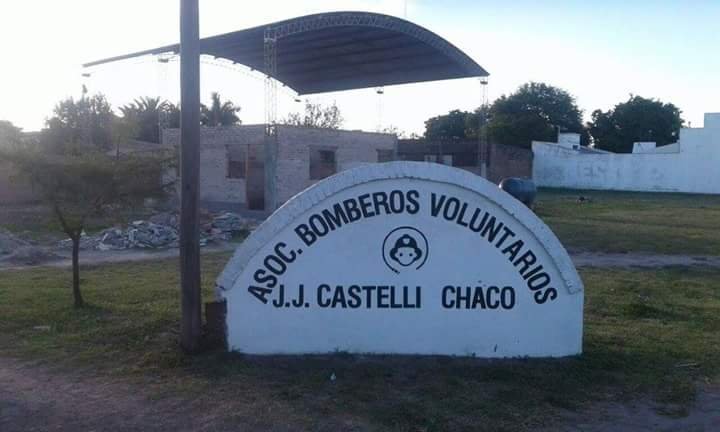 ASOC. BOMBEROS VOLUNTARIOS
J.J. CASTELLI CHACO